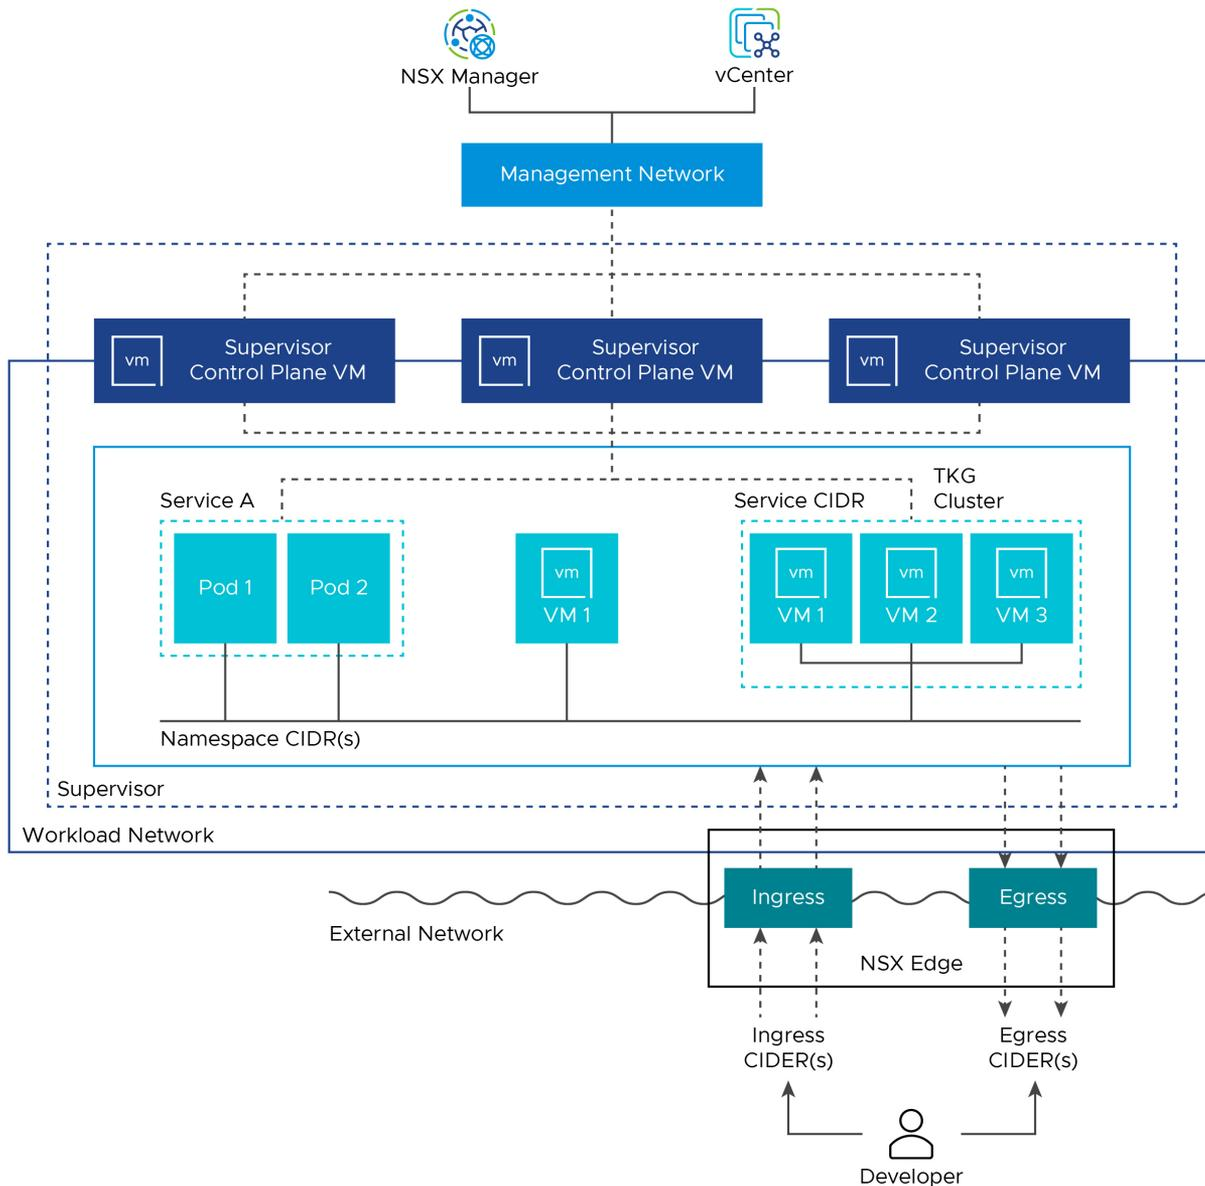 NSX Manager
vCenter
Management Network
vm
Supervisor
Control Plane VM
vm
Supervisor
Control Plane VM
vm
Supervisor
Control Plane VM
Service A
Service CIDR
TKG
Cluster
Pod 1
Pod 2
vm
VM 1
vm
VM 1
vm
VM 2
vm
VM 3
Namespace CIDR(s)
Supervisor
Workload Network
Ingress
Egress
External Network
NSX Edge
Ingress
CIDER(s)
Egress
CIDER(s)
Developer